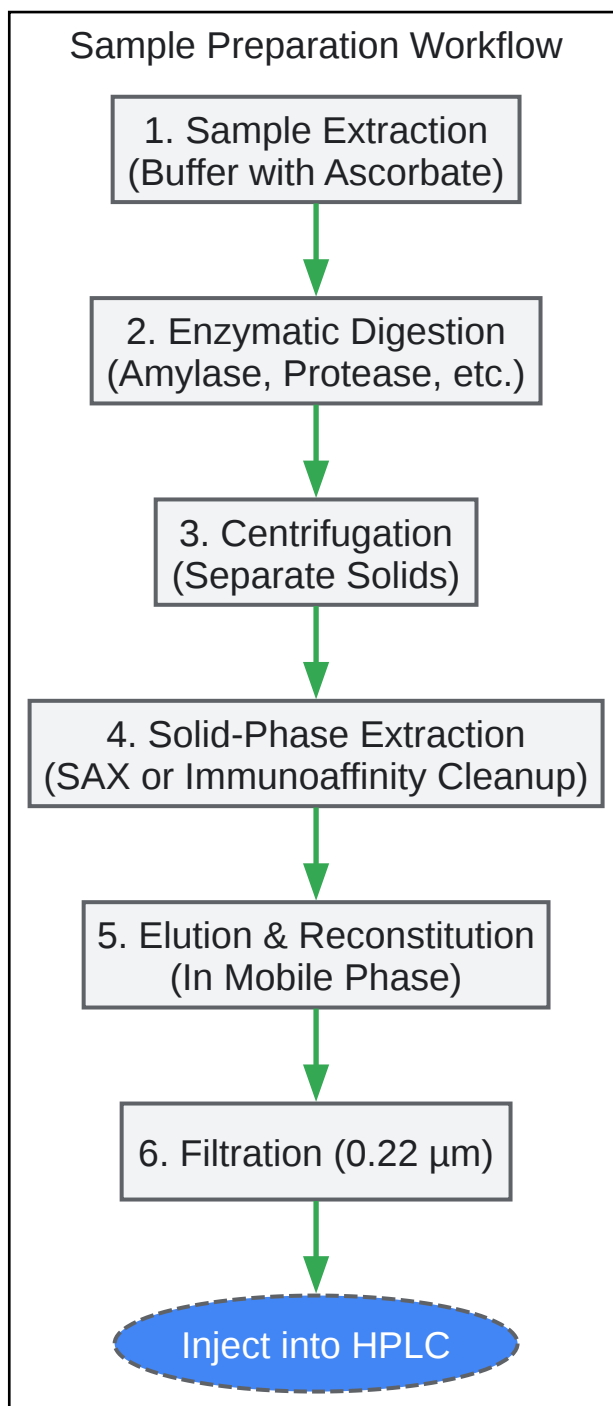 Sample Preparation Workflow
1. Sample Extraction
(Buffer with Ascorbate)
2. Enzymatic Digestion
(Amylase, Protease, etc.)
3. Centrifugation
(Separate Solids)
4. Solid-Phase Extraction
(SAX or Immunoaffinity Cleanup)
5. Elution & Reconstitution
(In Mobile Phase)
6. Filtration (0.22 µm)
Inject into HPLC